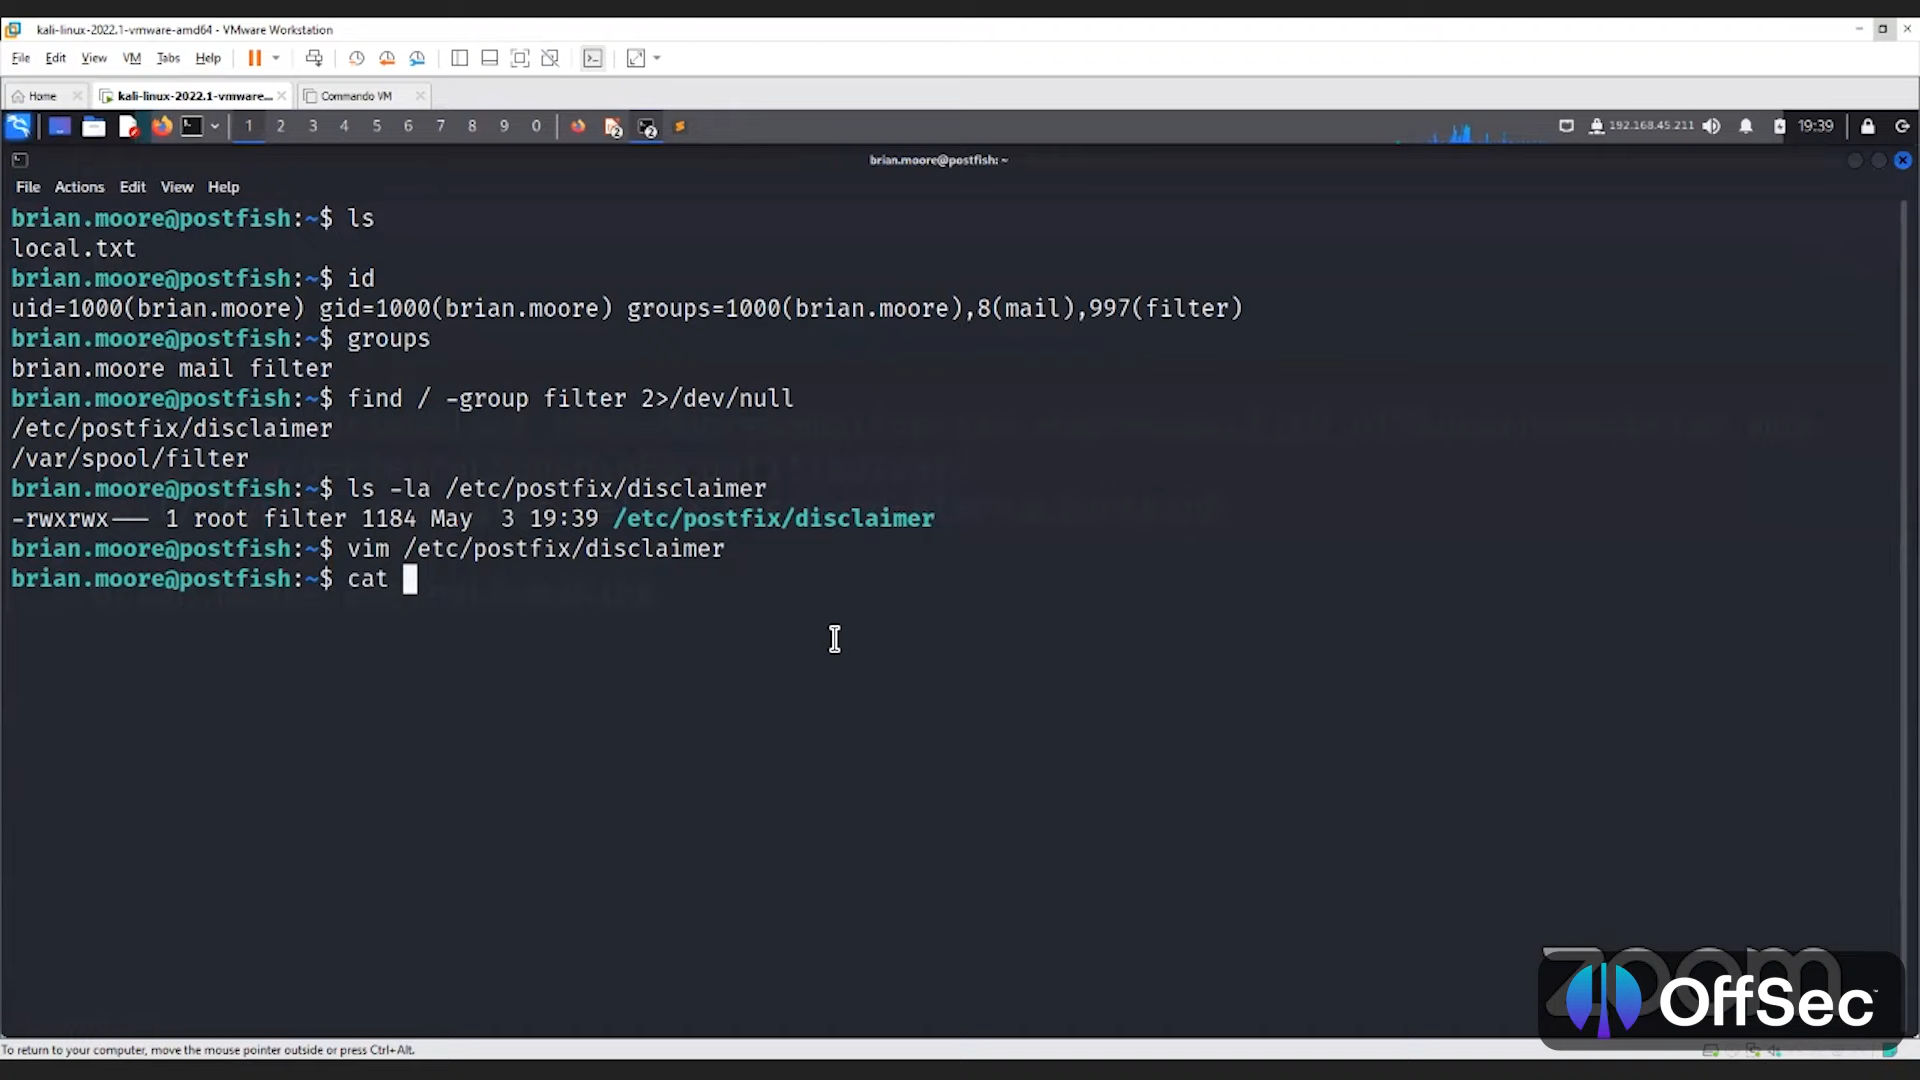 kali-linux-2022.1-vmware-amd64 - VMware Workstation
File Edit View VM Tabs Help
Home kali-linux-2022.1-vmware... Commando VM
1 2 3 4 5 6 7 8 9 0 2 2 192.168.45.211 19:39
brian.moore@postfish: ~
File Actions Edit View Help
brian.moore@postfish:~$ ls
local.txt
brian.moore@postfish:~$ id
uid=1000(brian.moore) gid=1000(brian.moore) groups=1000(brian.moore),8(mail),997(filter)
brian.moore@postfish:~$ groups
brian.moore mail filter
brian.moore@postfish:~$ find / -group filter 2>/dev/null
/etc/postfix/disclaimer
/var/spool/filter
brian.moore@postfish:~$ ls -la /etc/postfix/disclaimer
-rwxrwx--- 1 root filter 1184 May  3 19:39 /etc/postfix/disclaimer
brian.moore@postfish:~$ vim /etc/postfix/disclaimer
brian.moore@postfish:~$ cat
zoom
OffSec™
To return to your computer, move the mouse pointer outside or press Ctrl+Alt.